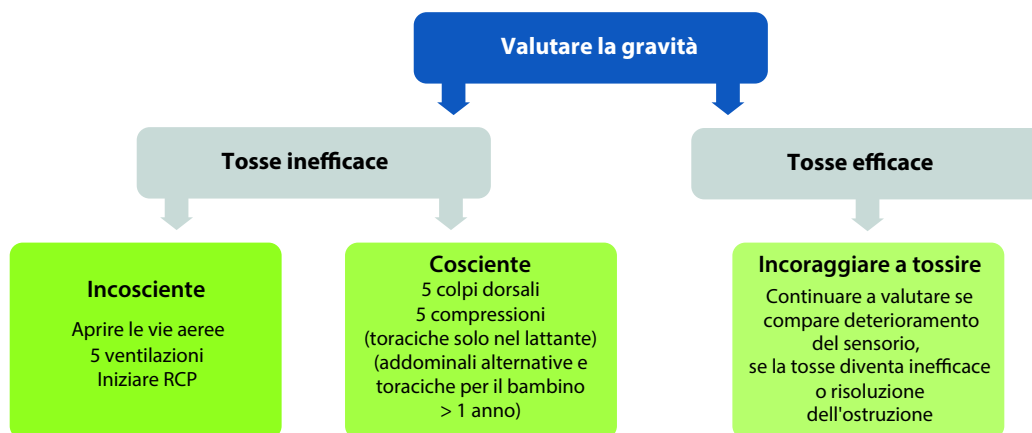 Valutare la gravità
Tosse inefficace
Tosse efficace
Incosciente
Aprire le vie aeree
5 ventilazioni
Iniziare RCP
Cosciente
5 colpi dorsali
5 compressioni
(toraciche solo nel lattante)
(addominali alternative e
toraciche per il bambino
> 1 anno)
Incoraggiare a tossire
Continuare a valutare se
compare deterioramento
del sensorio,
se la tosse diventa inefficace
o risoluzione
dell'ostruzione